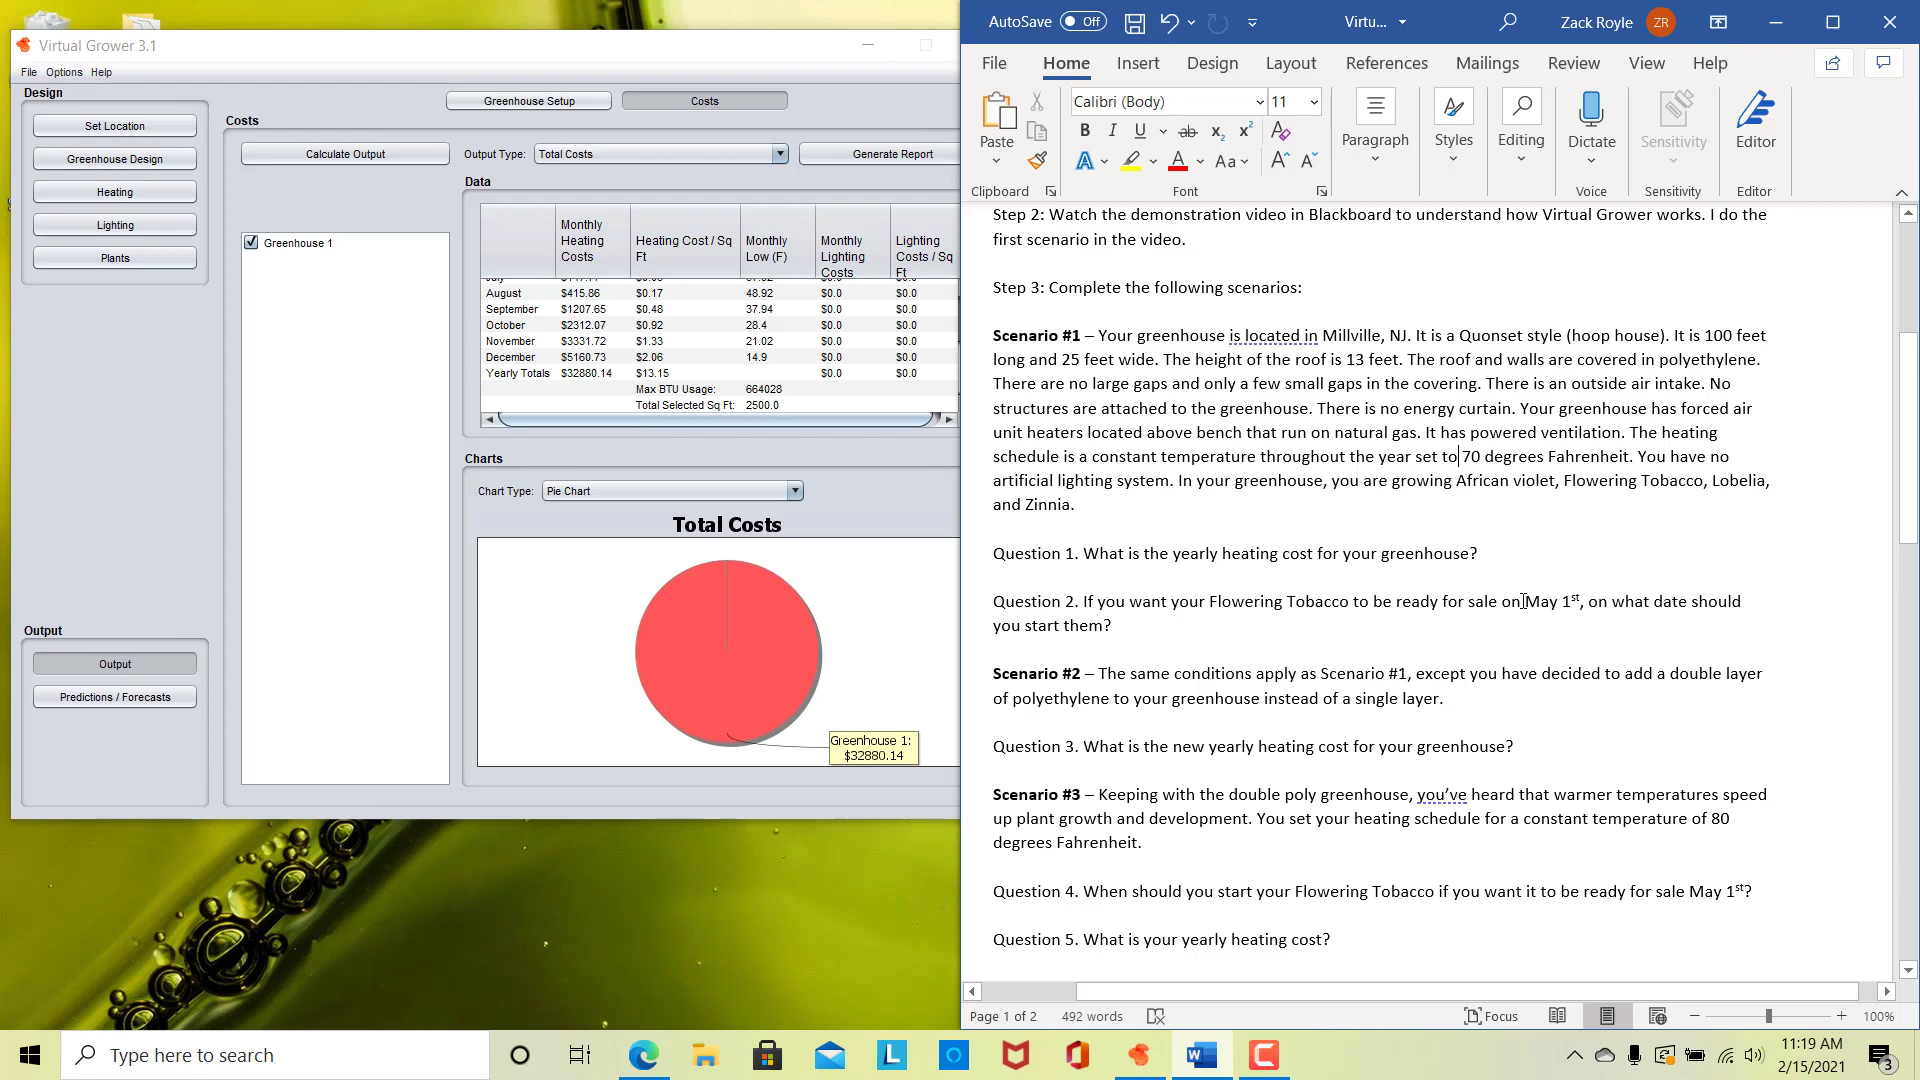 Virtual Grower 3.1
File Options Help
Design
Set Location
Greenhouse Design
Heating
Lighting
Plants
Output
Output
Predictions / Forecasts
Greenhouse Setup
Costs
Costs
Calculate Output
Output Type: Total Costs
Generate Report
Greenhouse 1
Data
Monthly Heating Costs
Heating Cost / Sq Ft
Monthly Low (F)
Monthly Lighting Costs
Lighting Costs / Sq Ft
August $415.86 $0.17 48.92 $0.0 $0.0
September $1207.65 $0.48 37.94 $0.0 $0.0
October $2312.07 $0.92 28.4 $0.0 $0.0
November $3331.72 $1.33 21.02 $0.0 $0.0
December $5160.73 $2.06 14.9 $0.0 $0.0
Yearly Totals $32880.14 $13.15 $0.0 $0.0
Max BTU Usage: 664028
Total Selected Sq Ft: 2500.0
Charts
Chart Type: Pie Chart
Total Costs
Greenhouse 1:
$32880.14
AutoSave Off
Virtu...
Zack Royle ZR
File Home Insert Design Layout References Mailings Review View Help
Paste
Clipboard
Calibri (Body) 11
B I U ab x₂ x²
A A Aa A A
Font
Paragraph
Styles
Editing
Dictate
Voice
Sensitivity
Sensitivity
Editor
Editor
Step 2: Watch the demonstration video in Blackboard to understand how Virtual Grower works. I do the
first scenario in the video.
Step 3: Complete the following scenarios:
Scenario #1 – Your greenhouse is located in Millville, NJ. It is a Quonset style (hoop house). It is 100 feet
long and 25 feet wide. The height of the roof is 13 feet. The roof and walls are covered in polyethylene.
There are no large gaps and only a few small gaps in the covering. There is an outside air intake. No
structures are attached to the greenhouse. There is no energy curtain. Your greenhouse has forced air
unit heaters located above bench that run on natural gas. It has powered ventilation. The heating
schedule is a constant temperature throughout the year set to 70 degrees Fahrenheit. You have no
artificial lighting system. In your greenhouse, you are growing African violet, Flowering Tobacco, Lobelia,
and Zinnia.
Question 1. What is the yearly heating cost for your greenhouse?
Question 2. If you want your Flowering Tobacco to be ready for sale on May 1st, on what date should
you start them?
Scenario #2 – The same conditions apply as Scenario #1, except you have decided to add a double layer
of polyethylene to your greenhouse instead of a single layer.
Question 3. What is the new yearly heating cost for your greenhouse?
Scenario #3 – Keeping with the double poly greenhouse, you’ve heard that warmer temperatures speed
up plant growth and development. You set your heating schedule for a constant temperature of 80
degrees Fahrenheit.
Question 4. When should you start your Flowering Tobacco if you want it to be ready for sale May 1st?
Question 5. What is your yearly heating cost?
Page 1 of 2 492 words
Focus
100%
Type here to search
11:19 AM
2/15/2021
3